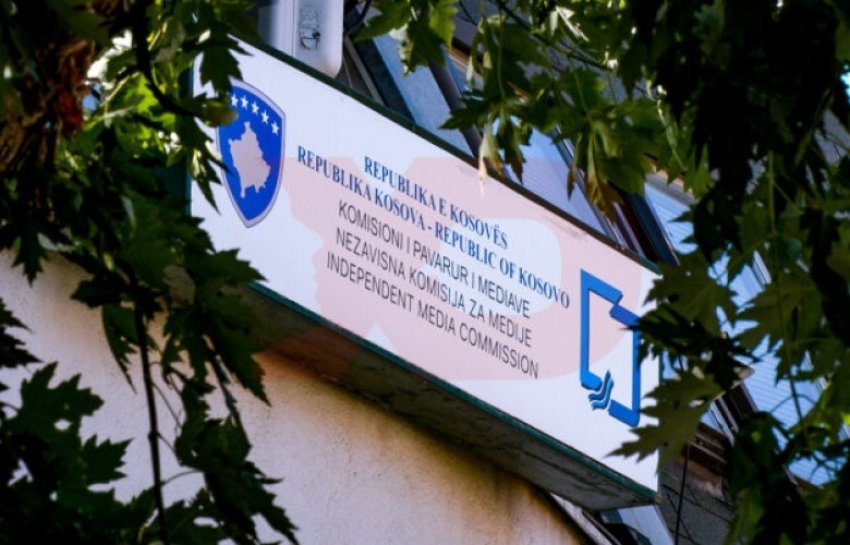 REPUBLIKA E KOSOVËS
REPUBLIKA KOSOVA - REPUBLIC OF KOSOVO
KOMISIONI I PAVARUR I MEDIAVE
NEZAVISNA KOMISIJA ZA MEDIJE
INDEPENDENT MEDIA COMMISSION